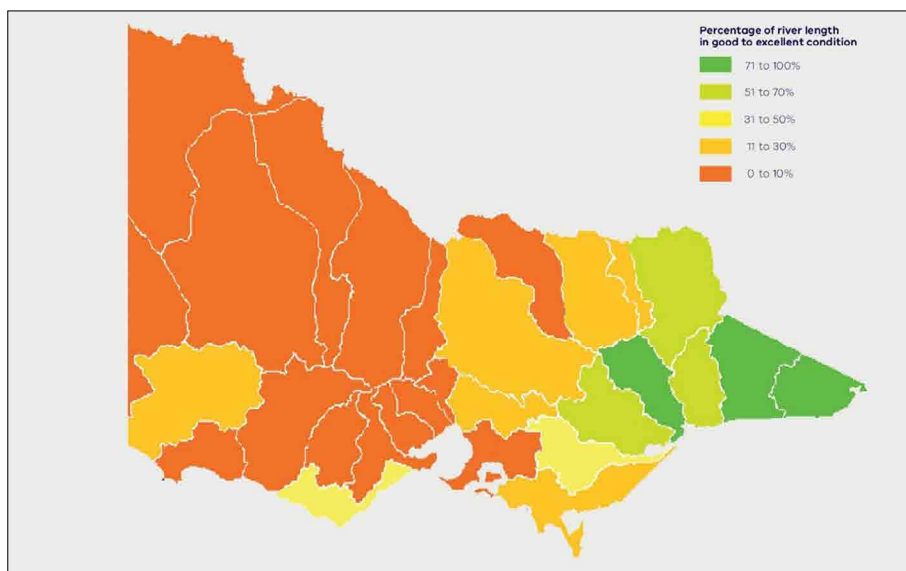 Percentage of river length
in good to excellent condition
71 to 100%
51 to 70%
31 to 50%
11 to 30%
0 to 10%